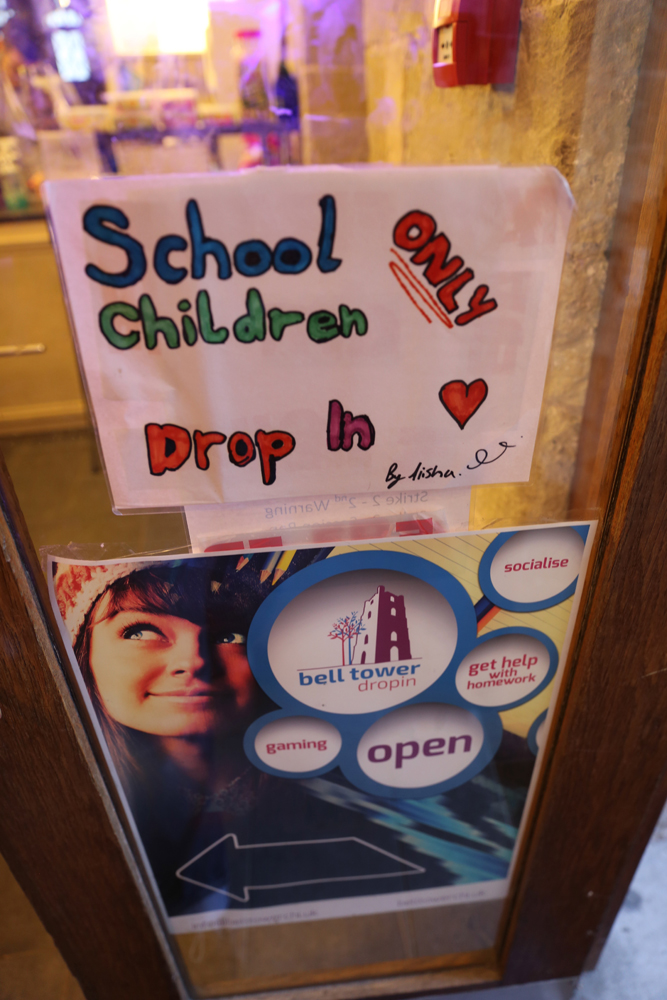 School
ONLY
Children
Drop In
By Aisha.
Strike 2 - 2nd Warning
socialise
bell tower
dropin
get help
with
homework
gaming
open